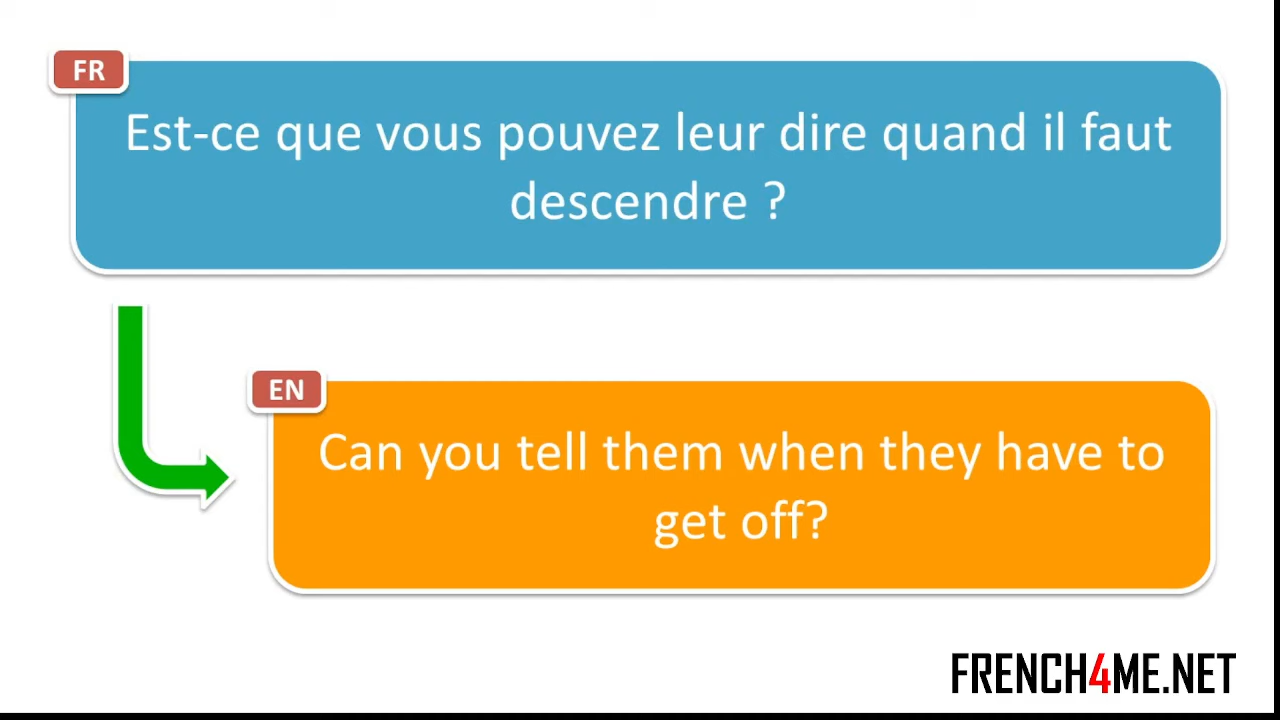 FR
Est-ce que vous pouvez leur dire quand il faut
descendre ?
EN
Can you tell them when they have to
get off?
FRENCH4ME.NET